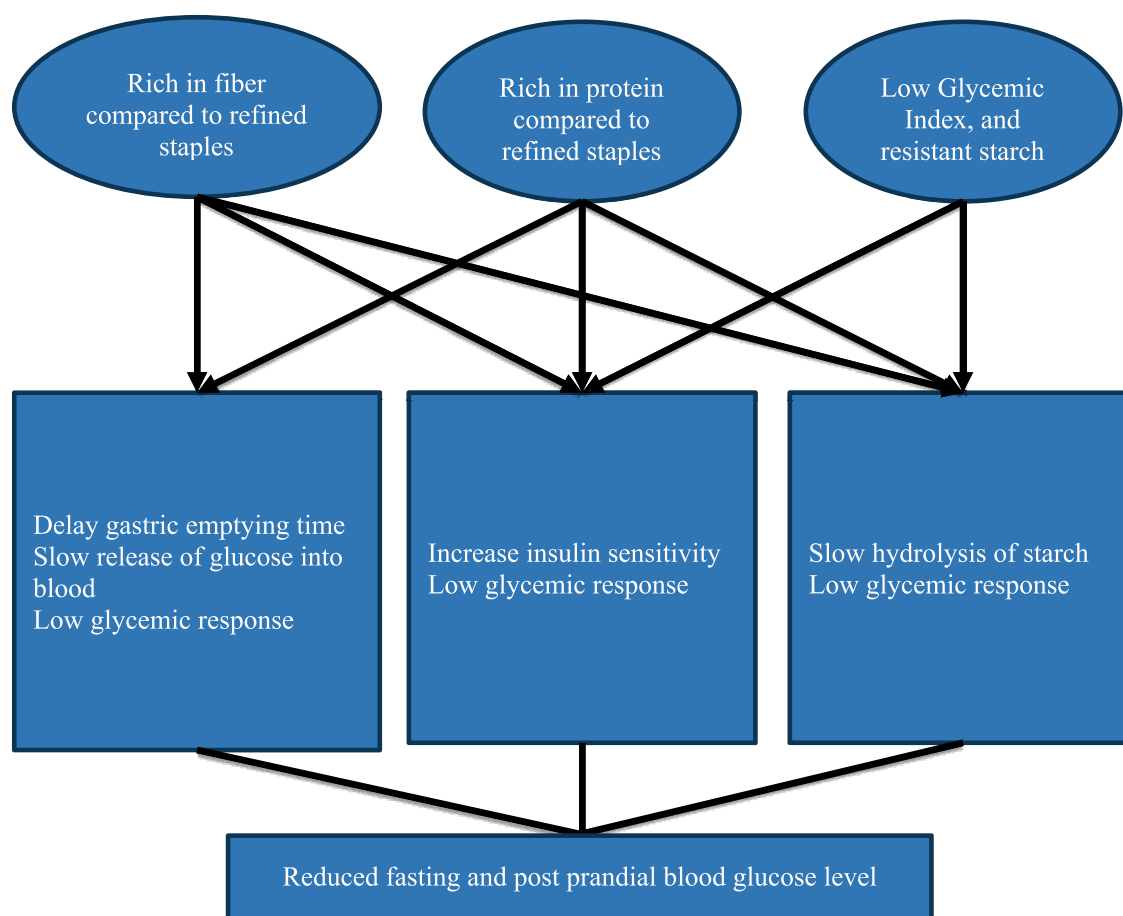 Rich in fiber
compared to refined
staples
Rich in protein
compared to
refined staples
Low Glycemic
Index, and
resistant starch
Delay gastric emptying time
Slow release of glucose into
blood
Low glycemic response
Increase insulin sensitivity
Low glycemic response
Slow hydrolysis of starch
Low glycemic response
Reduced fasting and post prandial blood glucose level